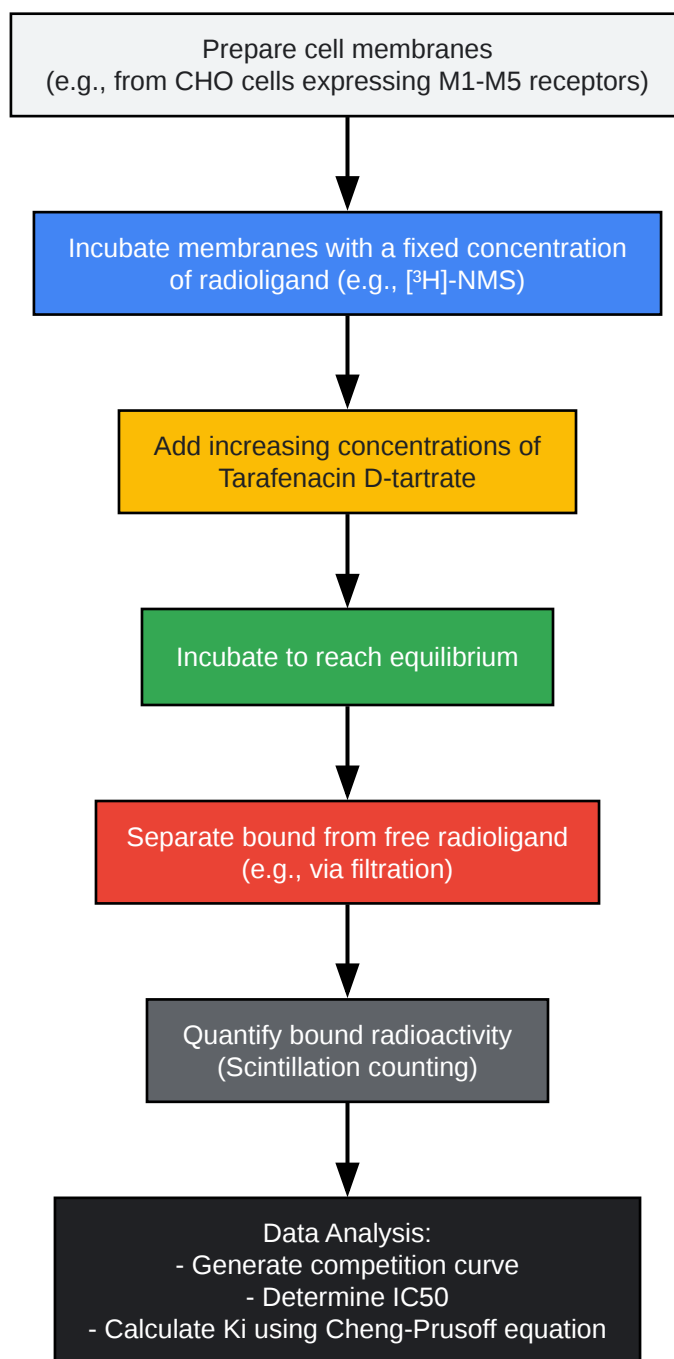 Prepare cell membranes
(e.g., from CHO cells expressing M1-M5 receptors)
Incubate membranes with a fixed concentration
of radioligand (e.g., [³H]-NMS)
Add increasing concentrations of
Tarafenacin D-tartrate
Incubate to reach equilibrium
Separate bound from free radioligand
(e.g., via filtration)
Quantify bound radioactivity
(Scintillation counting)
Data Analysis:
- Generate competition curve
- Determine IC50
- Calculate Ki using Cheng-Prusoff equation